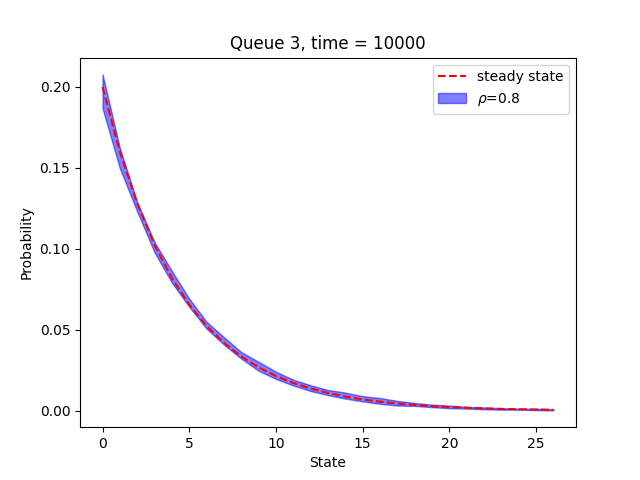 Queue 3, time = 10000
steady state
ρ=0.8
Probability
0.20
0.15
0.10
0.05
0.00
0 5 10 15 20 25
State